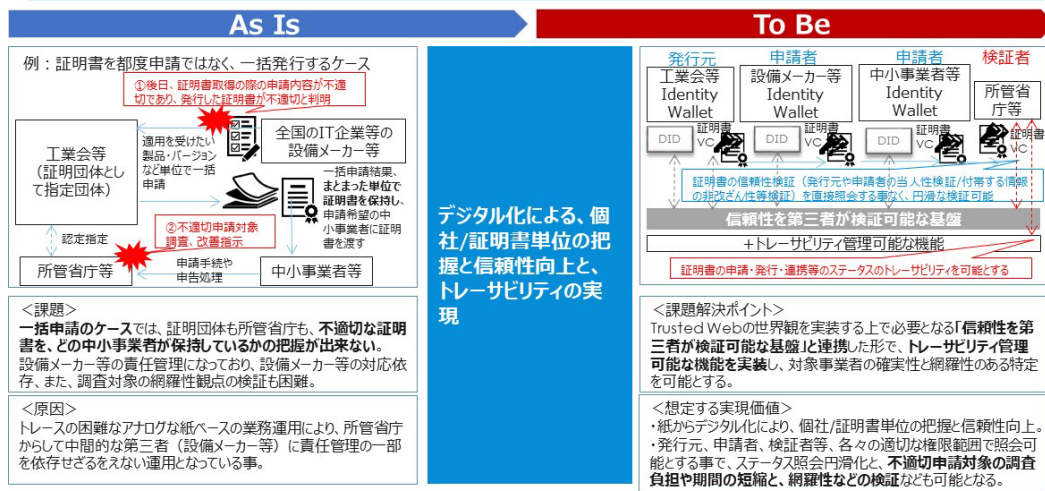 As Is
To Be
例：証明書を都度申請ではなく、一括発行するケース
①後日、証明書取得の際の申請内容が不適
切であり、発行した証明書が不適切と判明
工業会等
(証明団体とし
て指定団体)
適用を受けたい
製品・バージョン
など単位で一括
申請
全国のIT企業等の
設備メーカー等
一括申請結果、
まとまった単位で
証明書を保持し、
申請希望の中
小事業者に証明
書を渡す
②不適切申請対象
調査、改善指示
認定指定
所管省庁等
申請手続や
申告処理
中小事業者等
＜課題＞
一括申請のケースでは、証明団体も所管省庁も、不適切な証明
書を、どの中小事業者が保持しているかの把握が出来ない。
設備メーカー等の責任管理になっており、設備メーカー等の対応依
存、また、調査対象の網羅性観点の検証も困難。
＜原因＞
トレースの困難なアナログな紙ベースの業務運用により、所管省庁
からして中間的な第三者（設備メーカー等）に責任管理の一部
を依存せざるをえない運用となっている事。
デジタル化による、個
社/証明書単位の把
握と信頼性向上と、
トレーサビリティの実
現
発行元
申請者
申請者
検証者
工業会等
Identity
Wallet
設備メーカー等
Identity
Wallet
中小事業者等
Identity
Wallet
所管省
庁等
DID
証明書
VC
DID
証明書
VC
DID
証明書
VC
証明書の信頼性検証（発行元や申請者の当人性検証/付帯する情報
の非改ざん性等検証）を直接照会する事なく、円滑な検証可能
信頼性を第三者が検証可能な基盤
＋トレーサビリティ管理可能な機能
証明書の申請・発行・連携等のステータスのトレーサビリティを可能とする
＜課題解決ポイント＞
Trusted Webの世界観を実装する上で必要となる「信頼性を第
三者が検証可能な基盤」と連携した形で、トレーサビリティ管理
可能な機能を実装し、対象事業者の確実性と網羅性のある特定
を可能とする。
＜想定する実現価値＞
・紙からデジタル化により、個社/証明書単位の把握と信頼性向上。
・発行元、申請者、検証者等、各々の適切な権限範囲で照会可
能とする事で、ステータス照会円滑化と、不適切申請対象の調査
負担や期間の短縮と、網羅性などの検証なども可能となる。